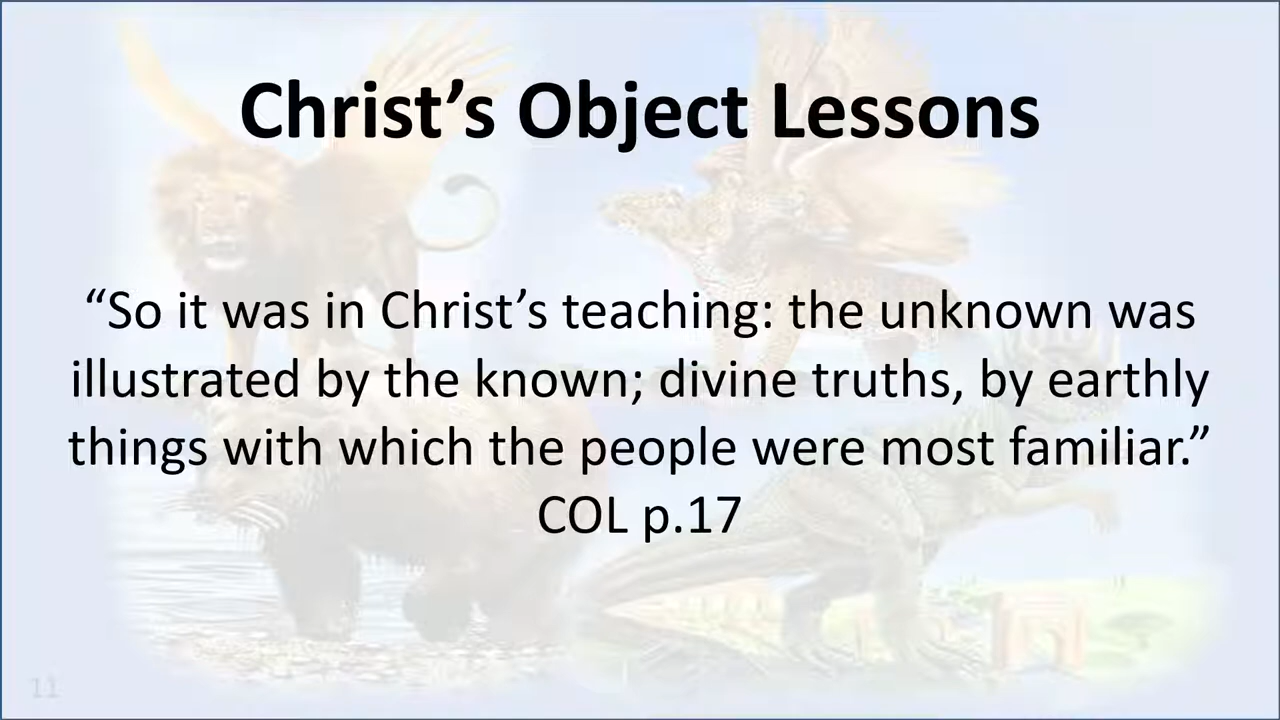 Christ’s Object Lessons
“So it was in Christ’s teaching: the unknown was
illustrated by the known; divine truths, by earthly
things with which the people were most familiar.”
COL p.17
11